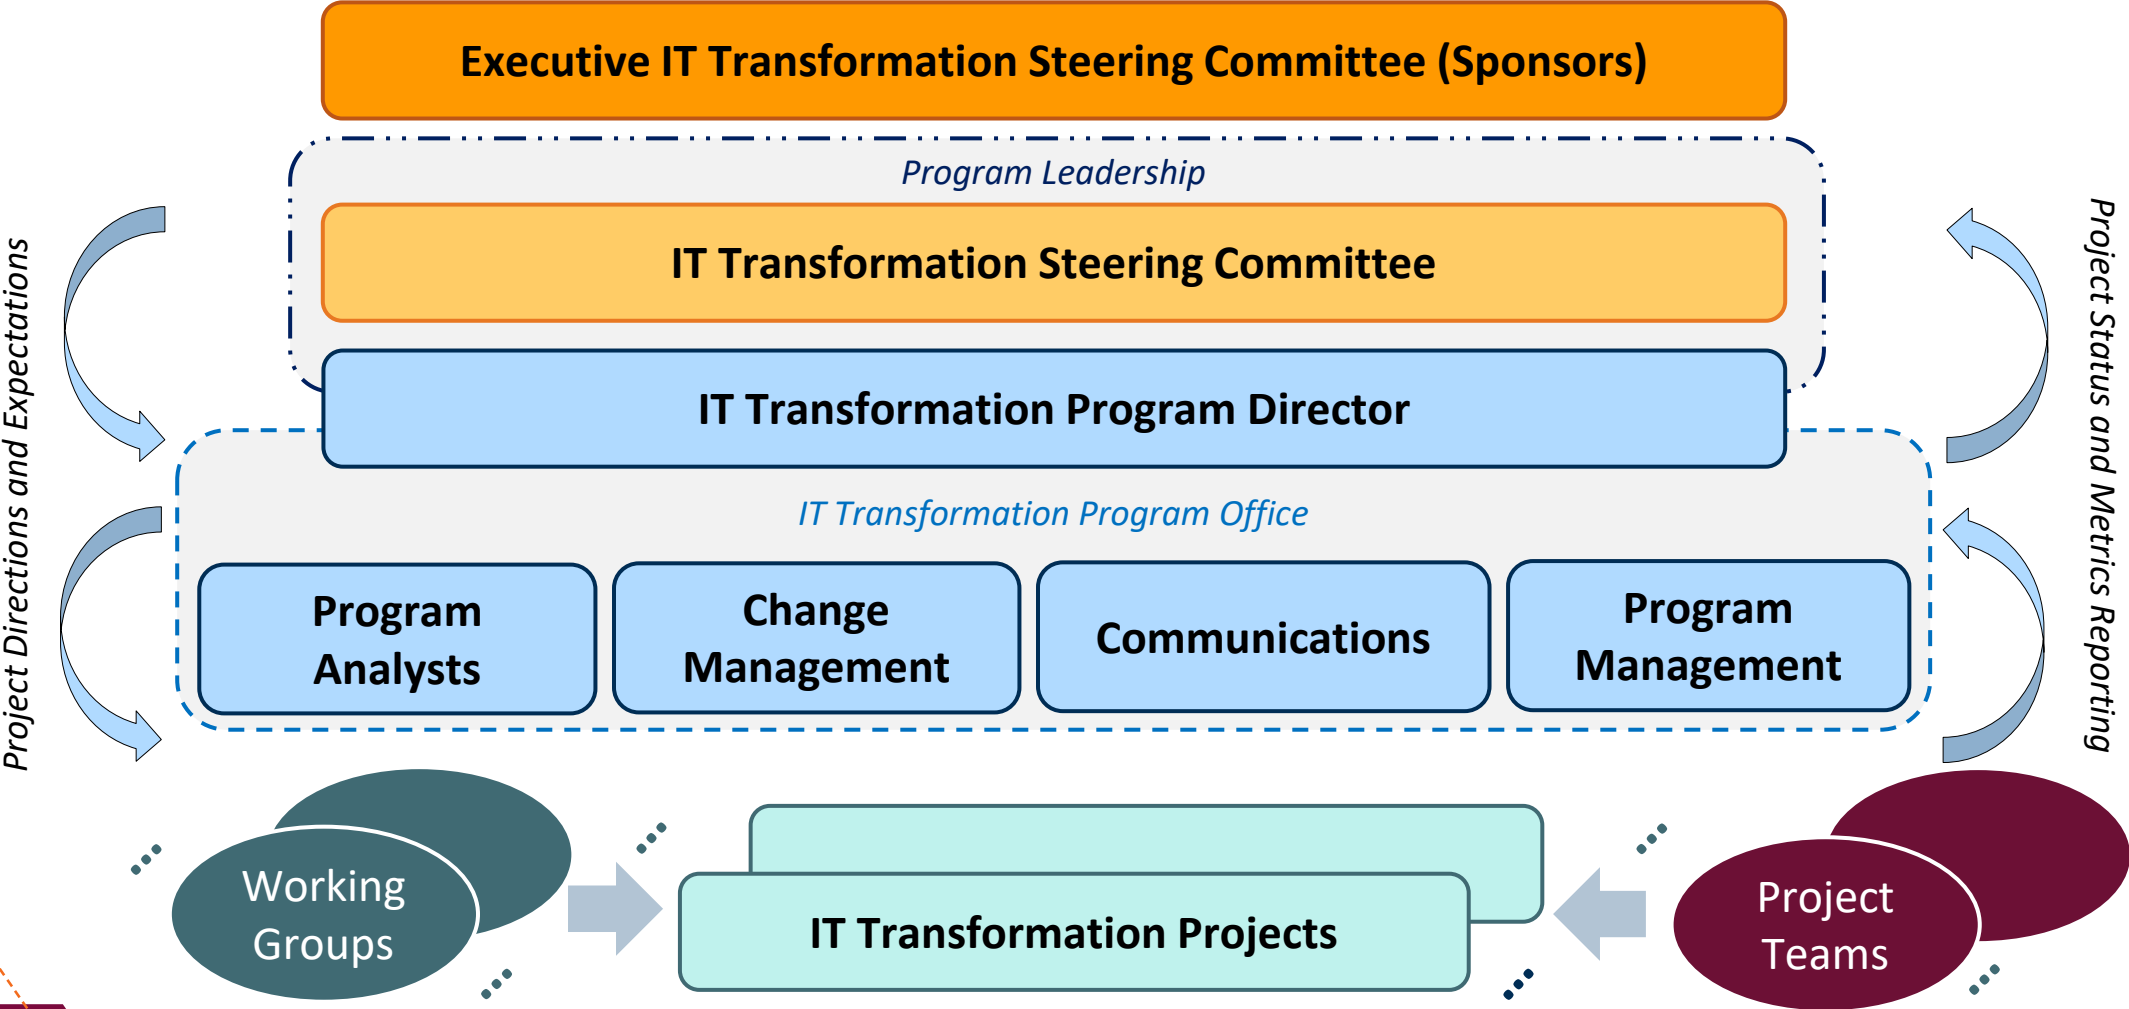 Executive IT Transformation Steering Committee (Sponsors)
Program Leadership
IT Transformation Steering Committee
IT Transformation Program Director
IT Transformation Program Office
Program
Analysts
Change
Management
Communications
Program
Management
Project Directions and Expectations
Project Status and Metrics Reporting
Working
Groups
IT Transformation Projects
Project
Teams